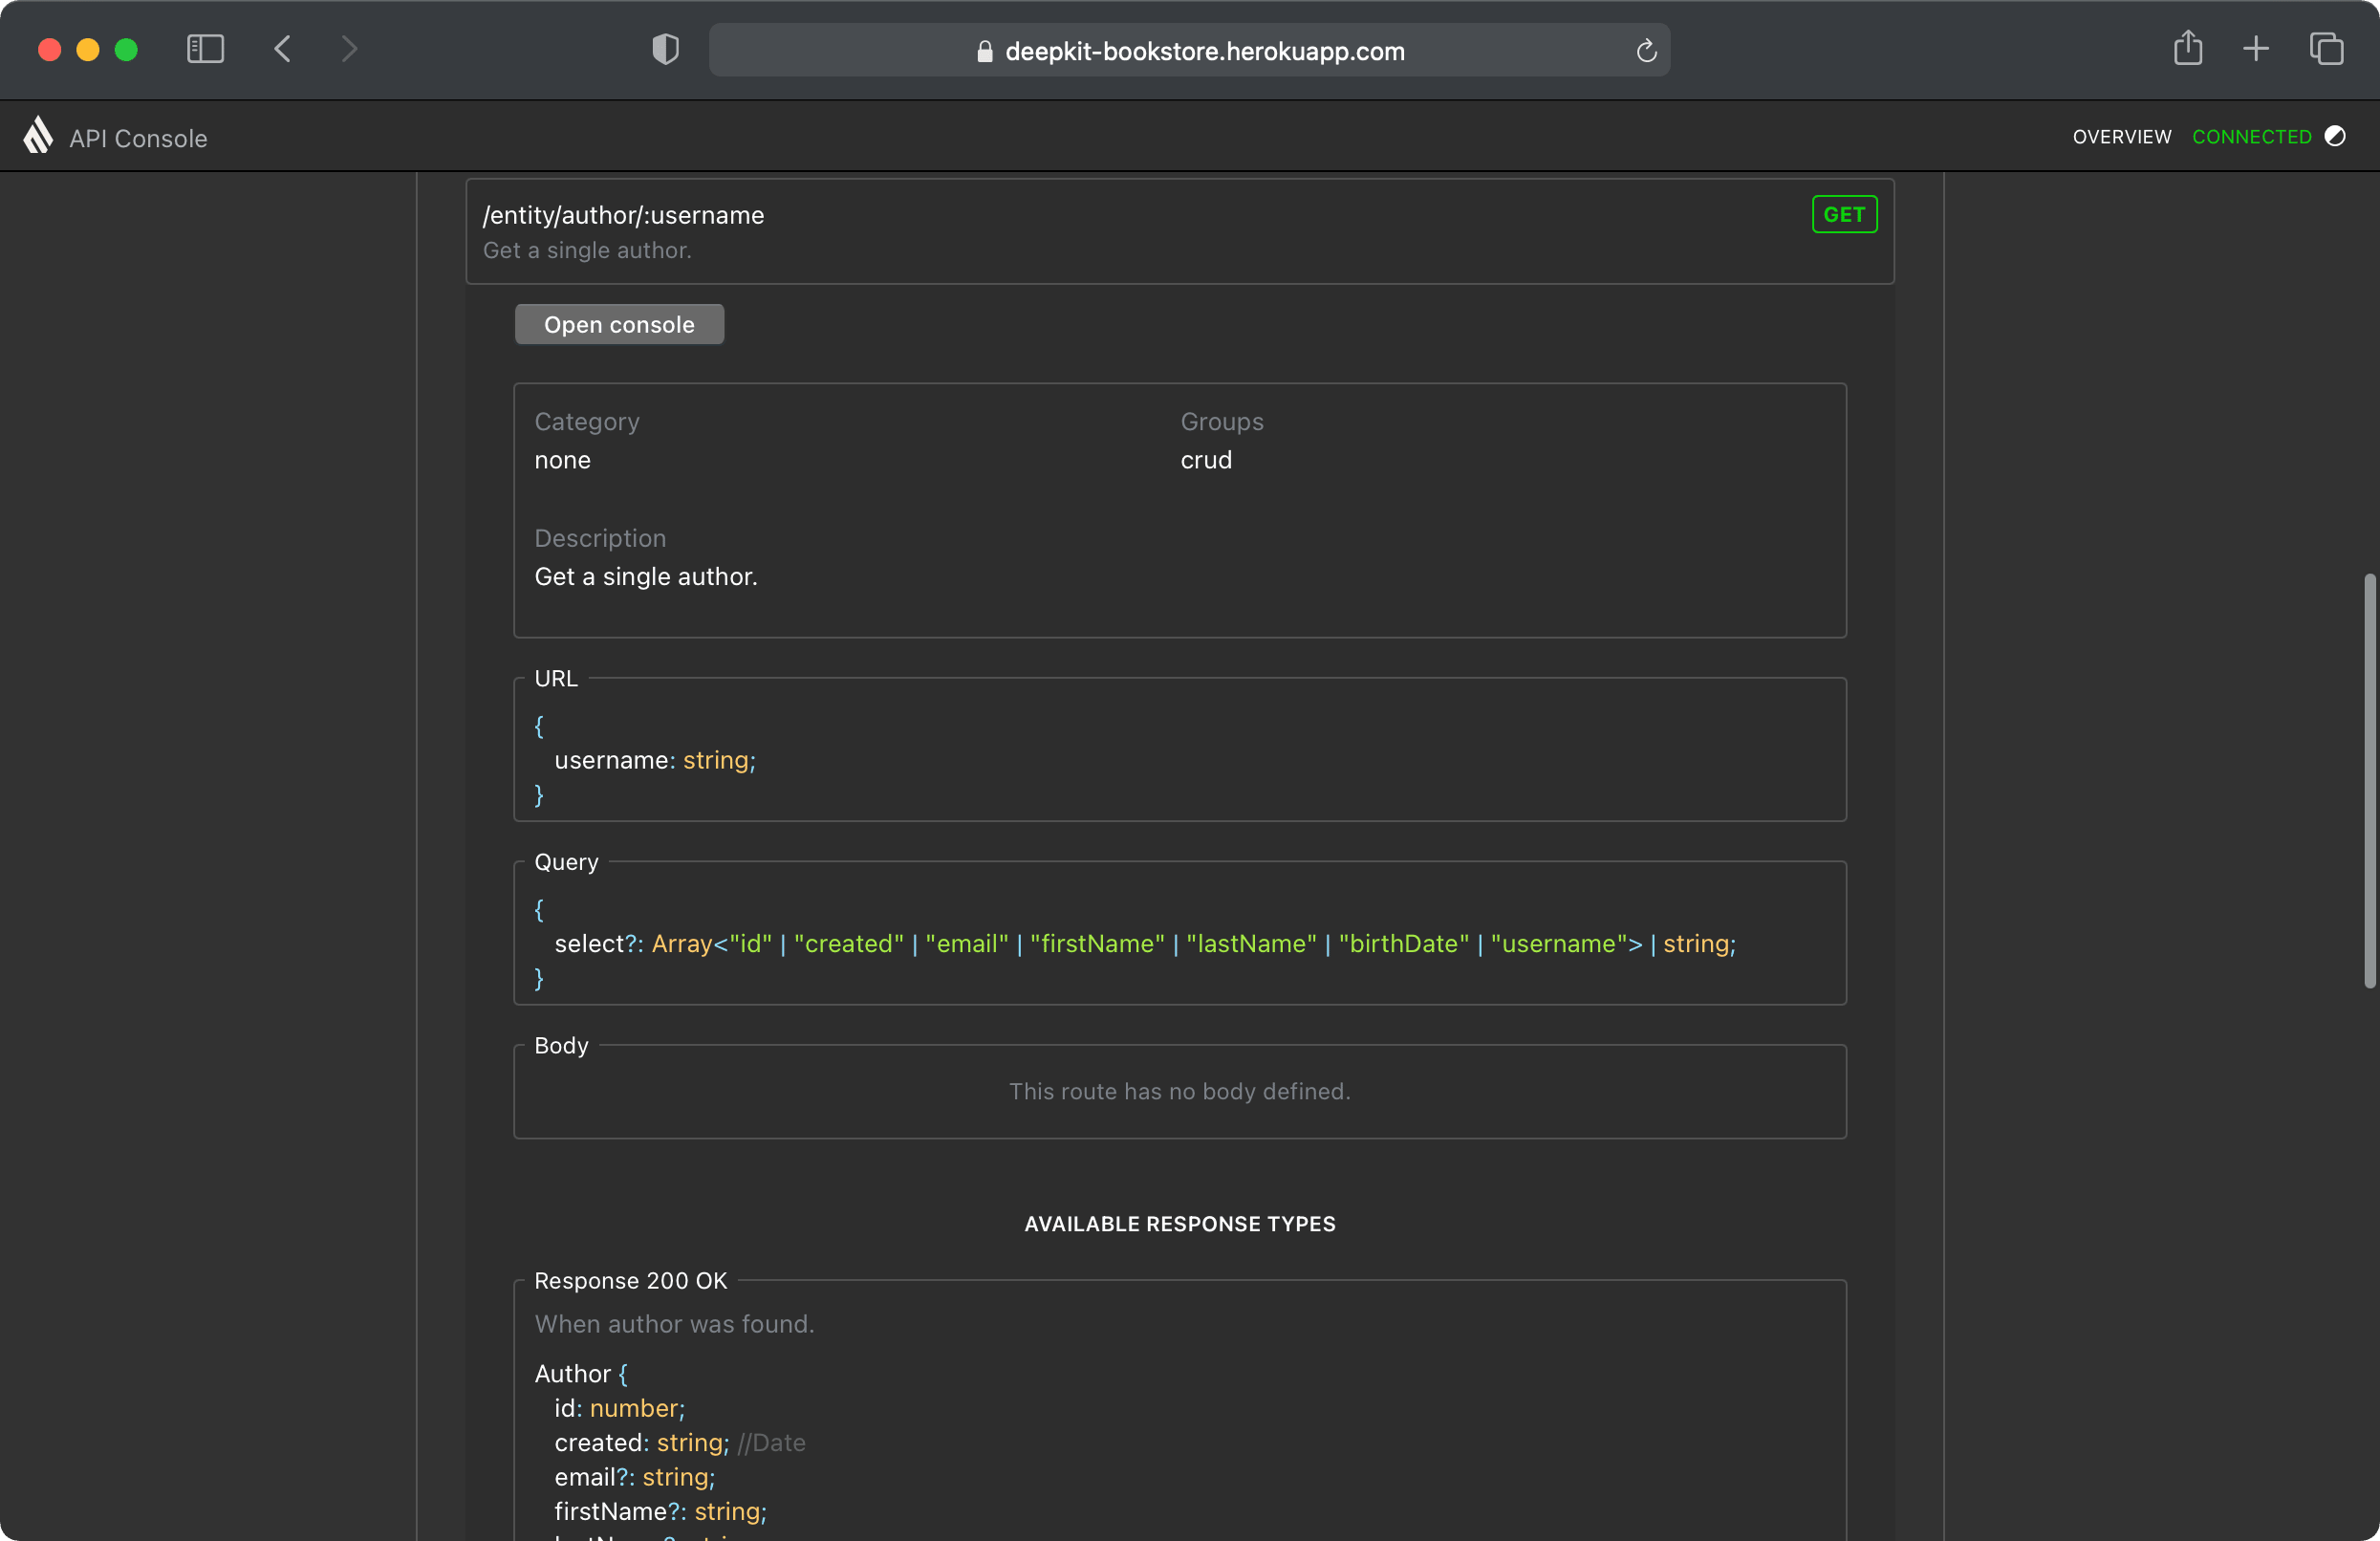 deepkit-bookstore.herokuapp.com
API Console
OVERVIEW CONNECTED
/entity/author/:username
GET
Get a single author.
Open console
Category
Groups
none
crud
Description
Get a single author.
URL
{
username: string;
}
Query
{
select?: Array<"id" | "created" | "email" | "firstName" | "lastName" | "birthDate" | "username"> | string;
}
Body
This route has no body defined.
AVAILABLE RESPONSE TYPES
Response 200 OK
When author was found.
Author {
id: number;
created: string; //Date
email?: string;
firstName?: string;